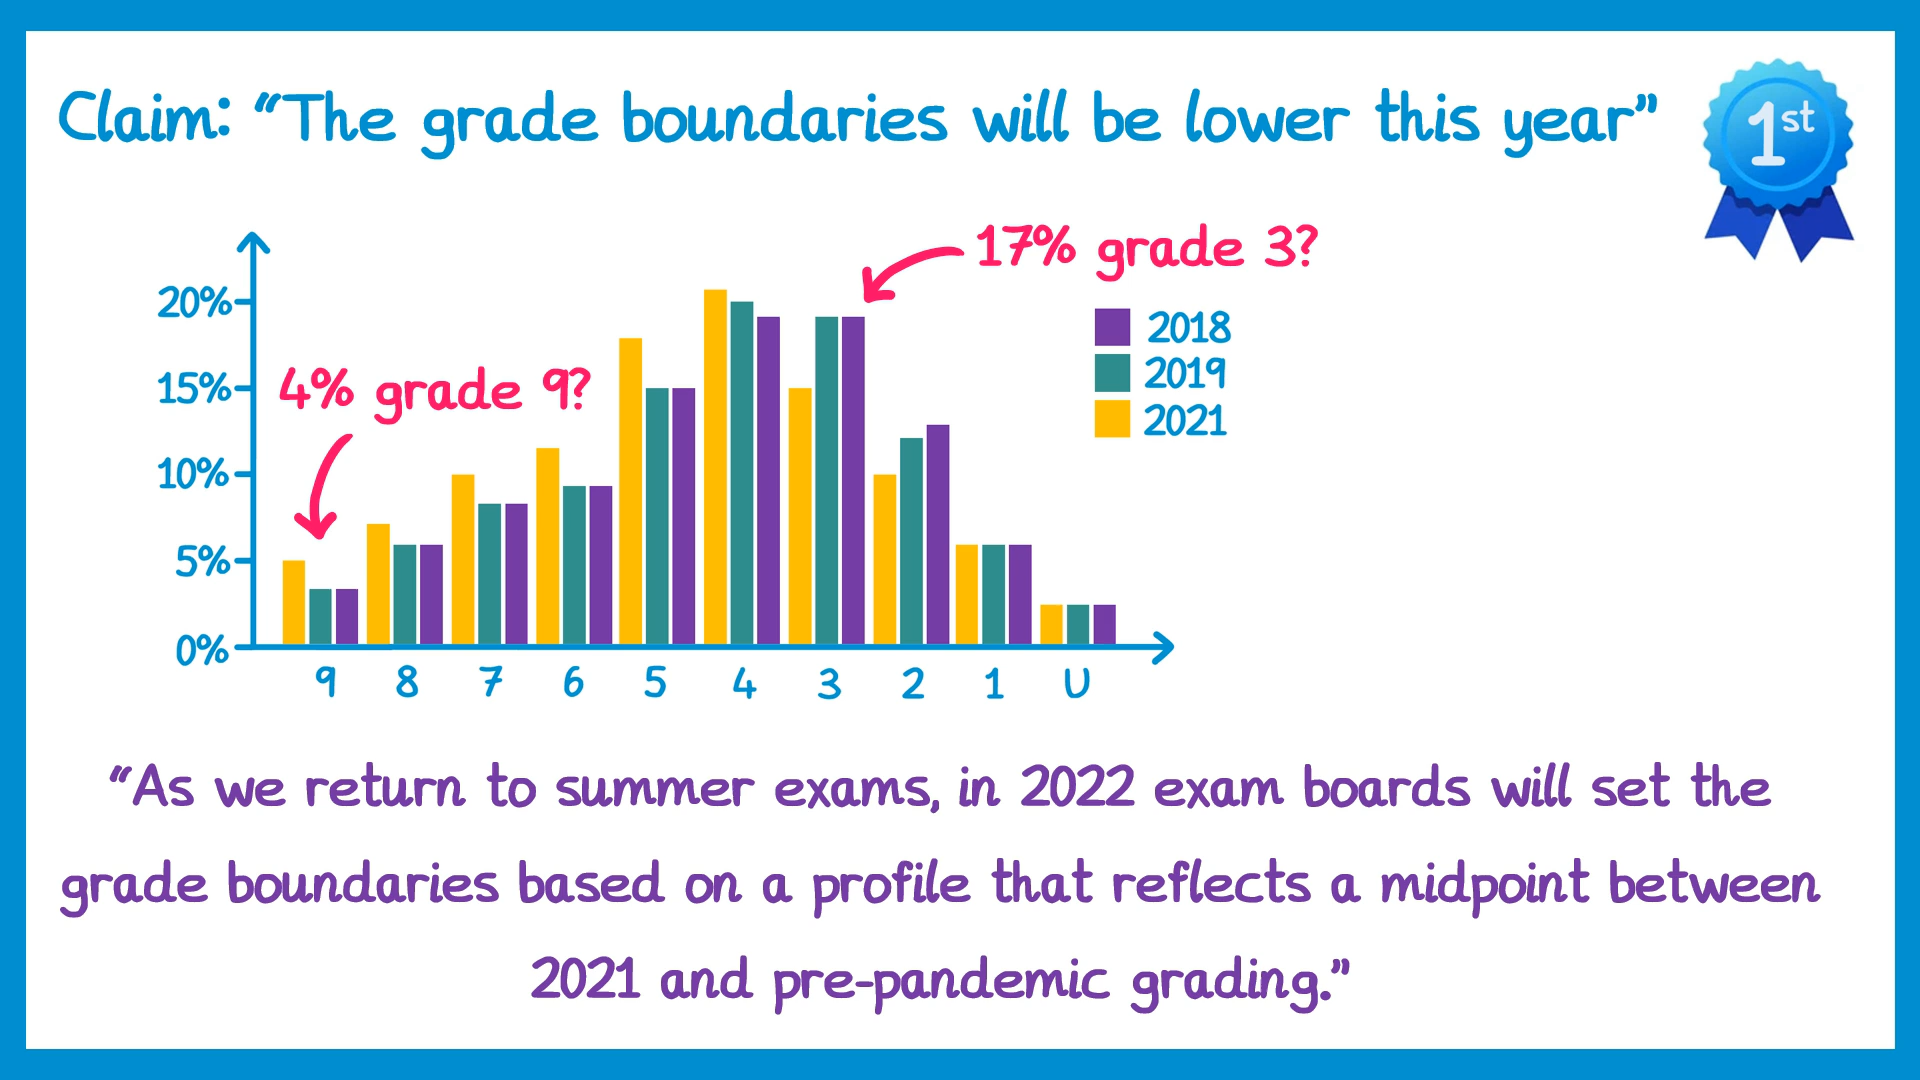 Claim: “The grade boundaries will be lower this year”
1st
17% grade 3?
20%
2018
2019
15%
4% grade 9?
2021
10%
5%
0%
9 8 7 6 5 4 3 2 1 U
“As we return to summer exams, in 2022 exam boards will set the
grade boundaries based on a profile that reflects a midpoint between
2021 and pre-pandemic grading.”